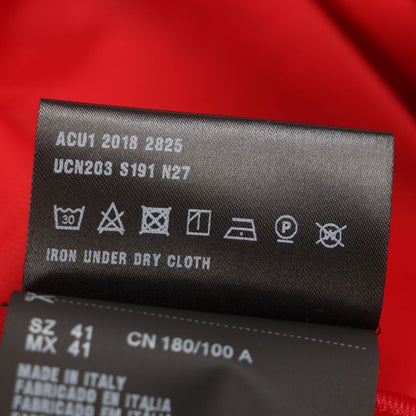 ACU1 2018 2825
UCN203 S191 N27
30
P
W
IRON UNDER DRY CLOTH
SZ 41
MX 41
CN 180/100 A
MADE IN ITALY
FABRICADO EN ITALIA
FABRICADO EM